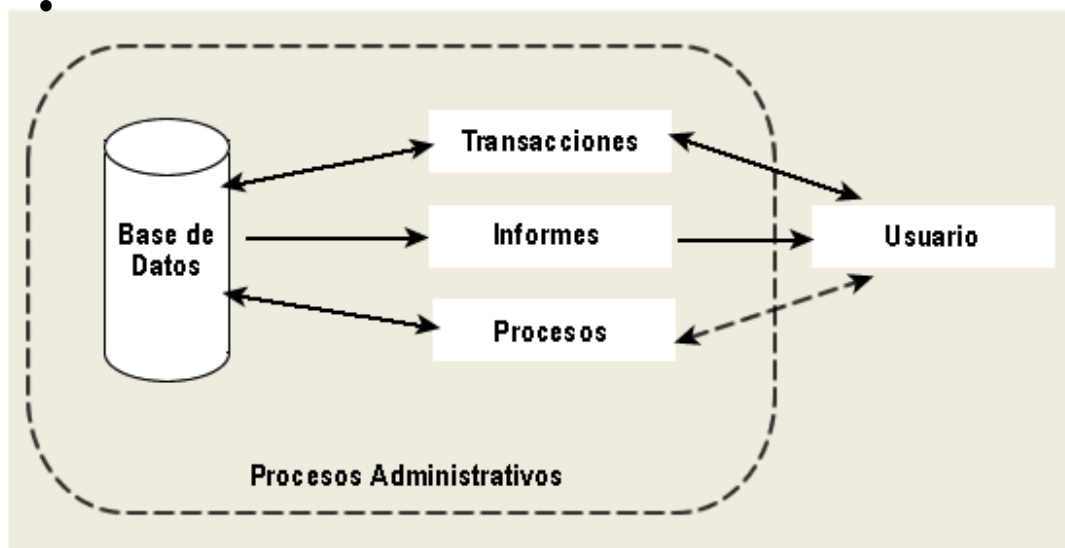 Transacciones
Base de
Datos
Informes
Usuario
Procesos
Procesos Administrativos